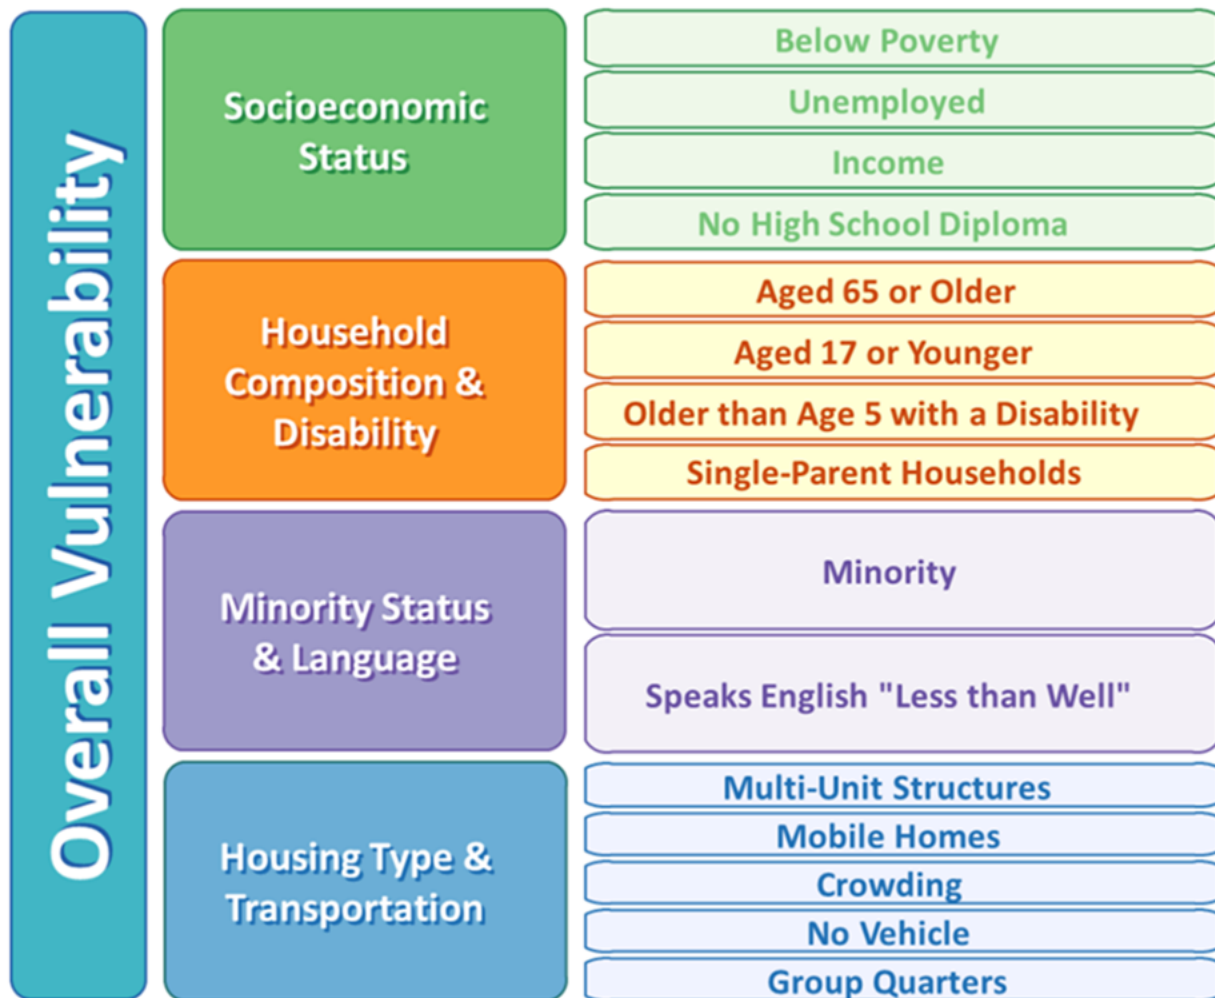 Overall Vulnerability
Socioeconomic
Status
Below Poverty
Unemployed
Income
No High School Diploma
Household
Composition &
Disability
Aged 65 or Older
Aged 17 or Younger
Older than Age 5 with a Disability
Single-Parent Households
Minority Status
& Language
Minority
Speaks English "Less than Well"
Housing Type &
Transportation
Multi-Unit Structures
Mobile Homes
Crowding
No Vehicle
Group Quarters